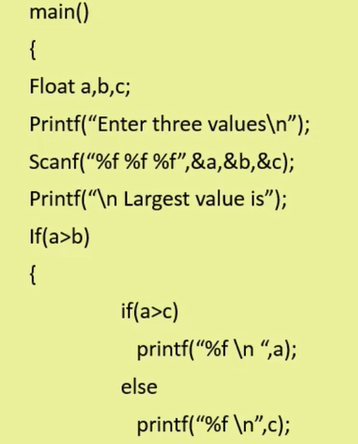 main()
{
Float a,b,c;
Printf(“Enter three values\n”);
Scanf(“%f %f %f”,&a,&b,&c);
Printf(“\n Largest value is”);
If(a>b)
{
if(a>c)
printf(“%f \n “,a);
else
printf(“%f \n”,c);